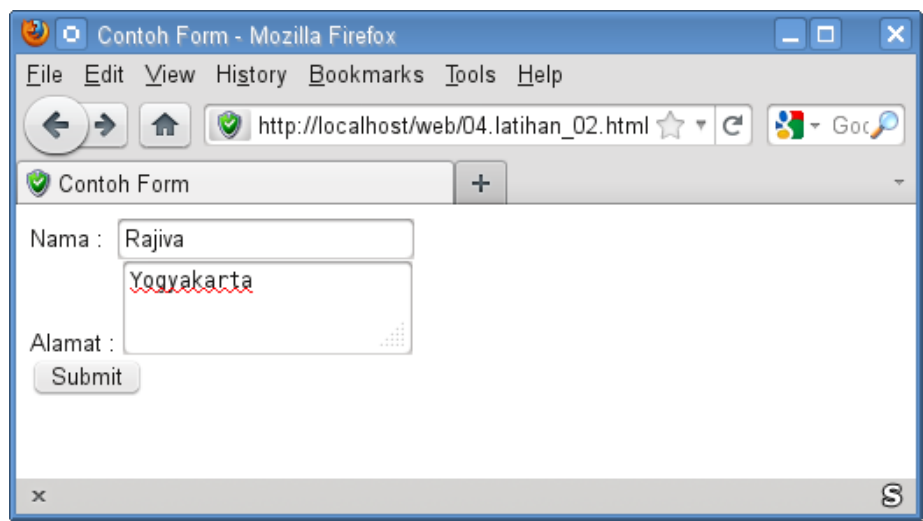 Contoh Form - Mozilla Firefox
File Edit View History Bookmarks Tools Help
http://localhost/web/04.latihan_02.html Goo
Contoh Form
Nama : Rajiva
Yogyakarta
Alamat :
Submit
S